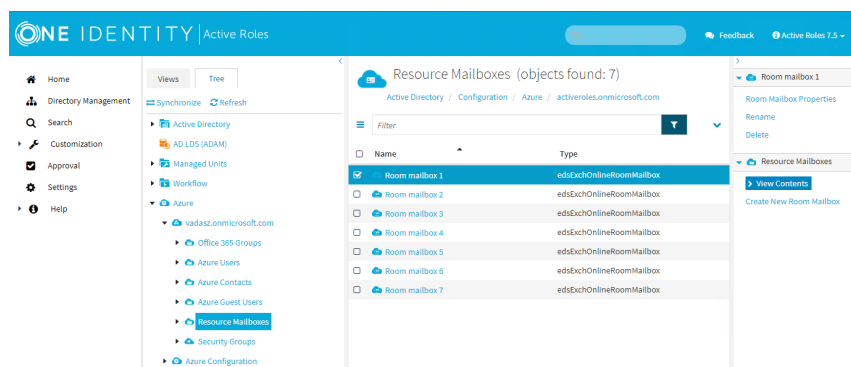 ONE IDENTITY Active Roles
Feedback
Active Roles 7.5
Home
Directory Management
Search
Customization
Approval
Settings
Help
Views Tree
Synchronize Refresh
Active Directory
AD LDS (ADAM)
Managed Units
Workflow
Azure
vadasz.onmicrosoft.com
Office 365 Groups
Azure Users
Azure Contacts
Azure Guest Users
Resource Mailboxes
Security Groups
Azure Configuration
Resource Mailboxes (objects found: 7)
Active Directory / Configuration / Azure / activeroles.onmicrosoft.com
Filter
Name Type
Room mailbox 1 edsExchOnlineRoomMailbox
Room mailbox 2 edsExchOnlineRoomMailbox
Room mailbox 3 edsExchOnlineRoomMailbox
Room mailbox 4 edsExchOnlineRoomMailbox
Room mailbox 5 edsExchOnlineRoomMailbox
Room mailbox 6 edsExchOnlineRoomMailbox
Room mailbox 7 edsExchOnlineRoomMailbox
Room mailbox 1
Room Mailbox Properties
Rename
Delete
Resource Mailboxes
View Contents
Create New Room Mailbox